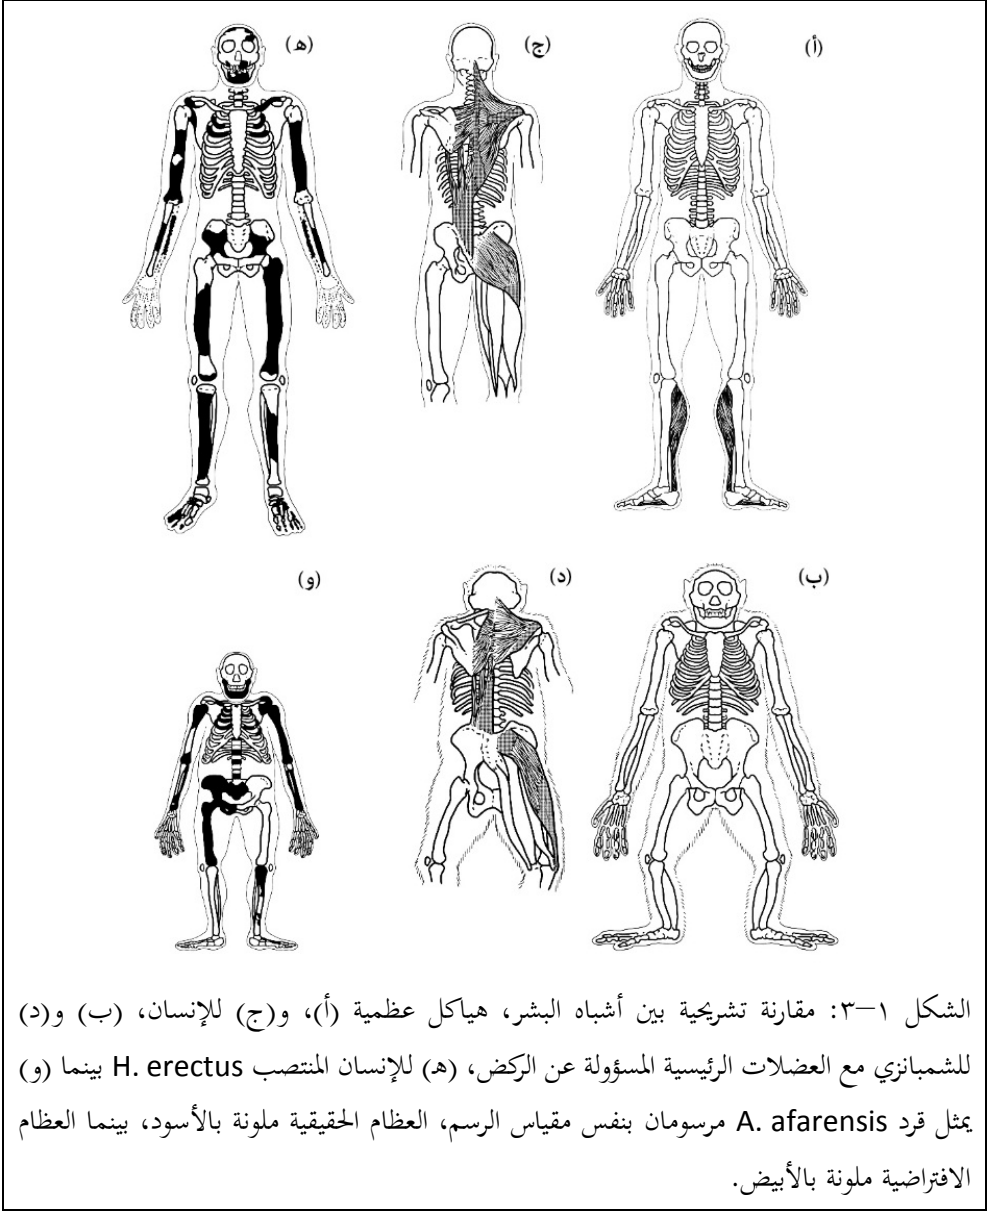 (أ)
(ج)
(ه)
(ب)
(د)
(و)
الشكل ١–٣: مقارنة تشريحية بين أشباه البشر، هياكل عظمية (أ)، و(ج) للإنسان، (ب) و(د)
للشمبانزي مع العضلات الرئيسية المسؤولة عن الركض، (ه) للإنسان المنتصب H. erectus بينما (و)
يمثل قرد A. afarensis مرسومان بنفس مقياس الرسم، العظام الحقيقية ملونة بالأسود، بينما العظام
الافتراضية ملونة بالأبيض.